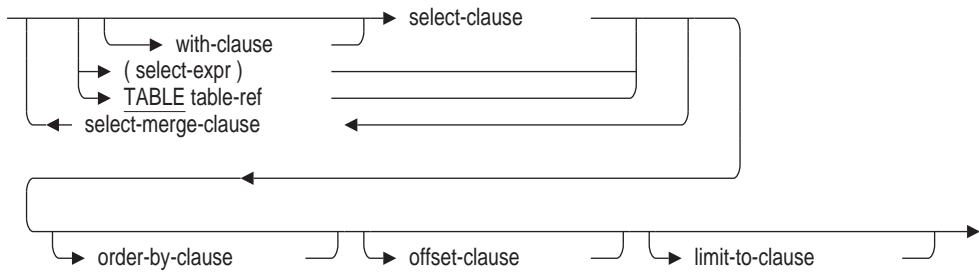 select-clause
with-clause
( select-expr )
TABLE table-ref
select-merge-clause
order-by-clause offset-clause limit-to-clause